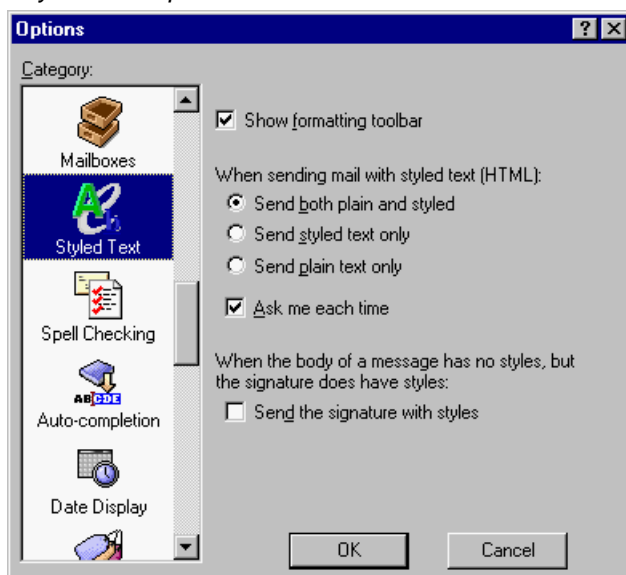 Options
Category:
Mailboxes
Styled Text
Spell Checking
ABCDE
Auto-completion
Date Display
Show formatting toolbar
When sending mail with styled text (HTML):
Send both plain and styled
Send styled text only
Send plain text only
Ask me each time
When the body of a message has no styles, but
the signature does have styles:
Send the signature with styles
OK
Cancel